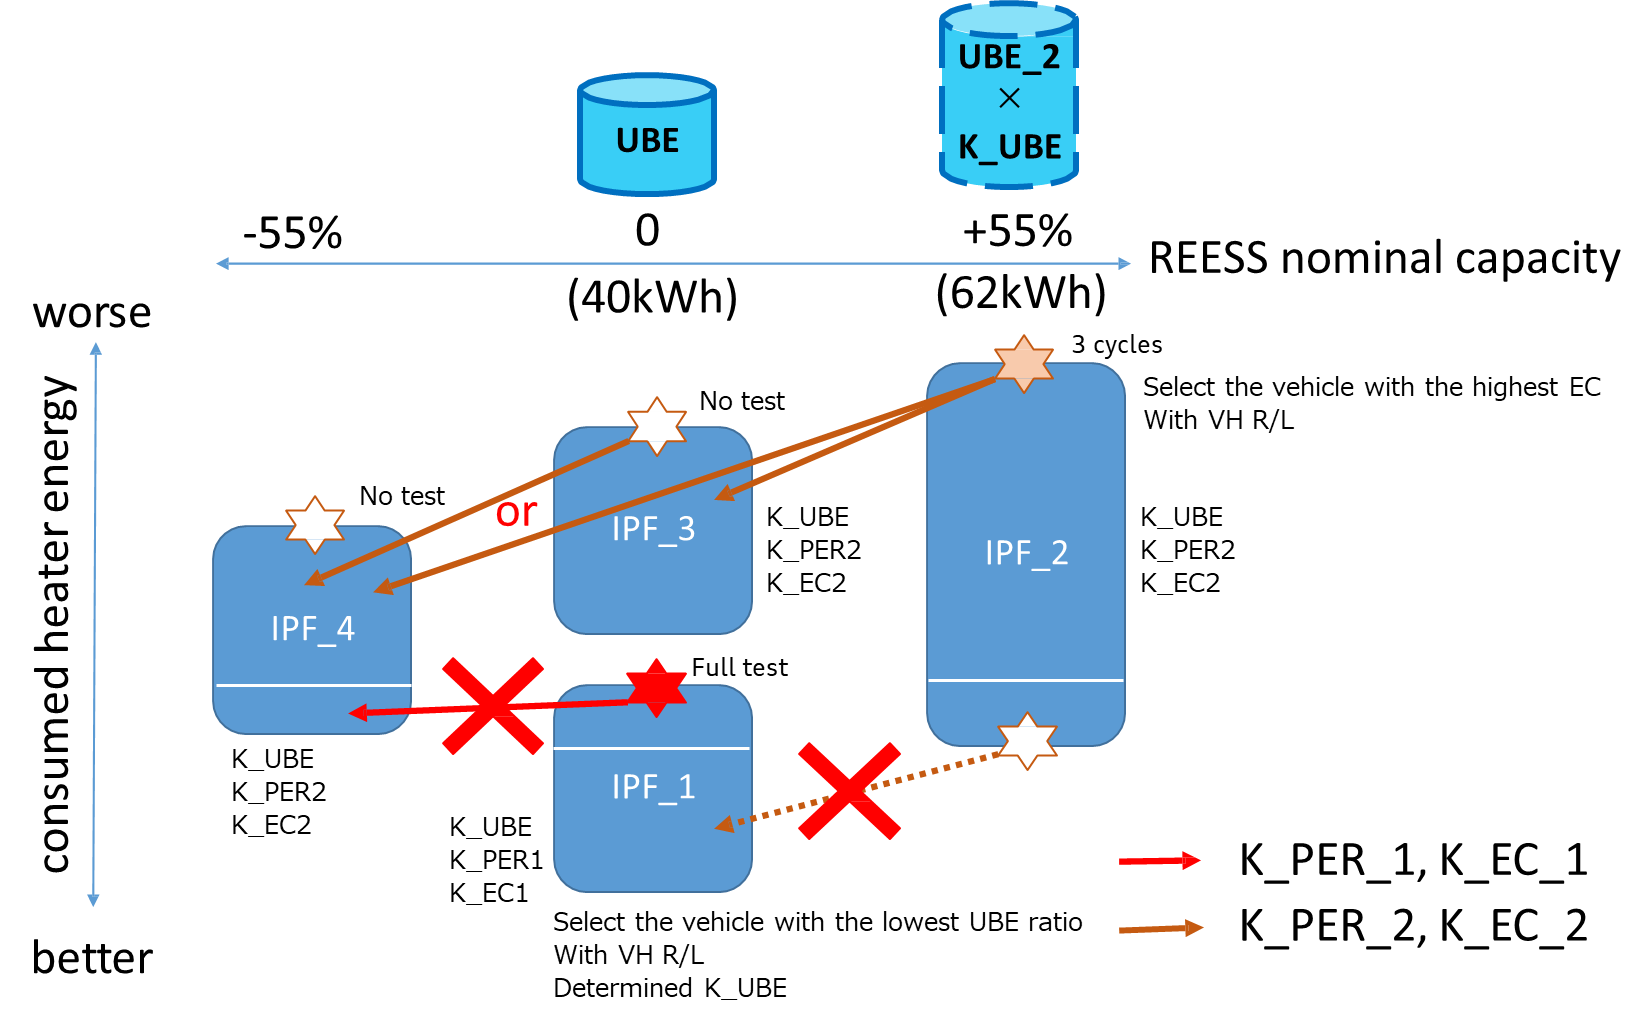 UBE_2
×
K_UBE
UBE
-55%
0
+55%
REESS nominal capacity
(40kWh)
(62kWh)
worse
consumed heater energy
better
3 cycles
Select the vehicle with the highest EC
With VH R/L
No test
No test
or
IPF_3
K_UBE
K_PER2
K_EC2
IPF_2
K_UBE
K_PER2
K_EC2
IPF_4
K_UBE
K_PER2
K_EC2
Full test
IPF_1
K_UBE
K_PER1
K_EC1
Select the vehicle with the lowest UBE ratio
With VH R/L
Determined K_UBE
K_PER_1, K_EC_1
K_PER_2, K_EC_2